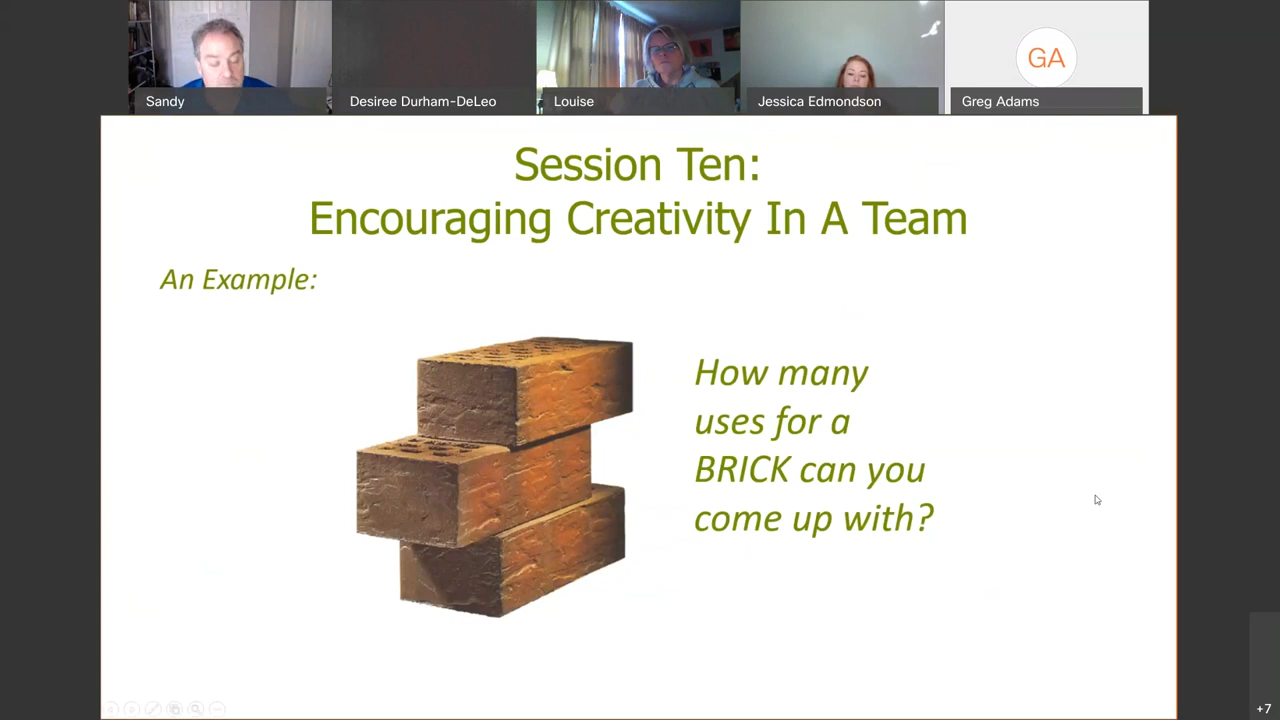 Sandy
Desiree Durham-DeLeo
Louise
Jessica Edmondson
GA
Greg Adams
Session Ten:
Encouraging Creativity In A Team
An Example:
How many
uses for a
BRICK can you
come up with?
+7